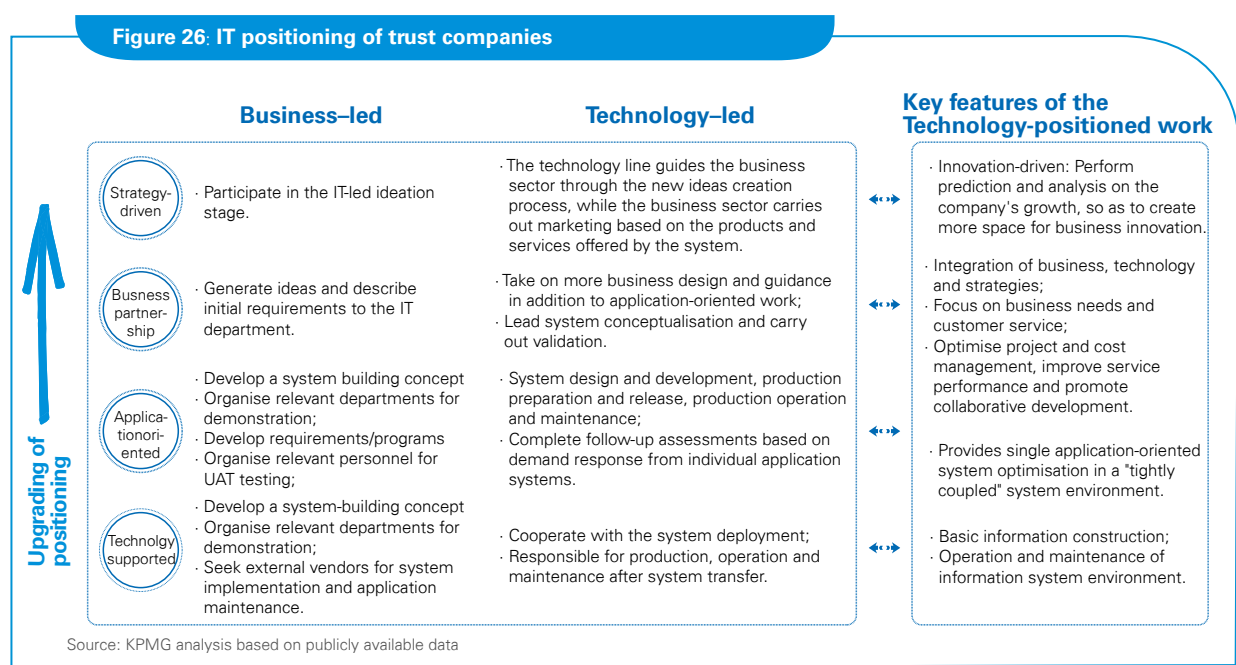 Figure 26: IT positioning of trust companies
Business–led
Technology–led
Key features of the
Technology-positioned work
Upgrading of
positioning
Strategy-
driven
· Participate in the IT-led ideation
stage.
· The technology line guides the business
sector through the new ideas creation
process, while the business sector carries
out marketing based on the products and
services offered by the system.
· Innovation-driven: Perform
prediction and analysis on the
company's growth, so as to create
more space for business innovation.
Business
partner-
ship
· Generate ideas and describe
initial requirements to the IT
department.
· Take on more business design and guidance
in addition to application-oriented work;
· Lead system conceptualisation and carry
out validation.
· Integration of business, technology
and strategies;
· Focus on business needs and
customer service;
· Optimise project and cost
management, improve service
performance and promote
collaborative development.
Applica-
tionori-
ented
· Develop a system building concept
· Organise relevant departments for
demonstration;
· Develop requirements/programs
· Organise relevant personnel for
UAT testing;
· System design and development, production
preparation and release, production operation
and maintenance;
· Complete follow-up assessments based on
demand response from individual application
systems.
· Provides single application-oriented
system optimisation in a "tightly
coupled" system environment.
Technolgy
supported
· Develop a system-building concept
· Organise relevant departments for
demonstration;
· Seek external vendors for system
implementation and application
maintenance.
· Cooperate with the system deployment;
· Responsible for production, operation and
maintenance after system transfer.
· Basic information construction;
· Operation and maintenance of
information system environment.
Source: KPMG analysis based on publicly available data